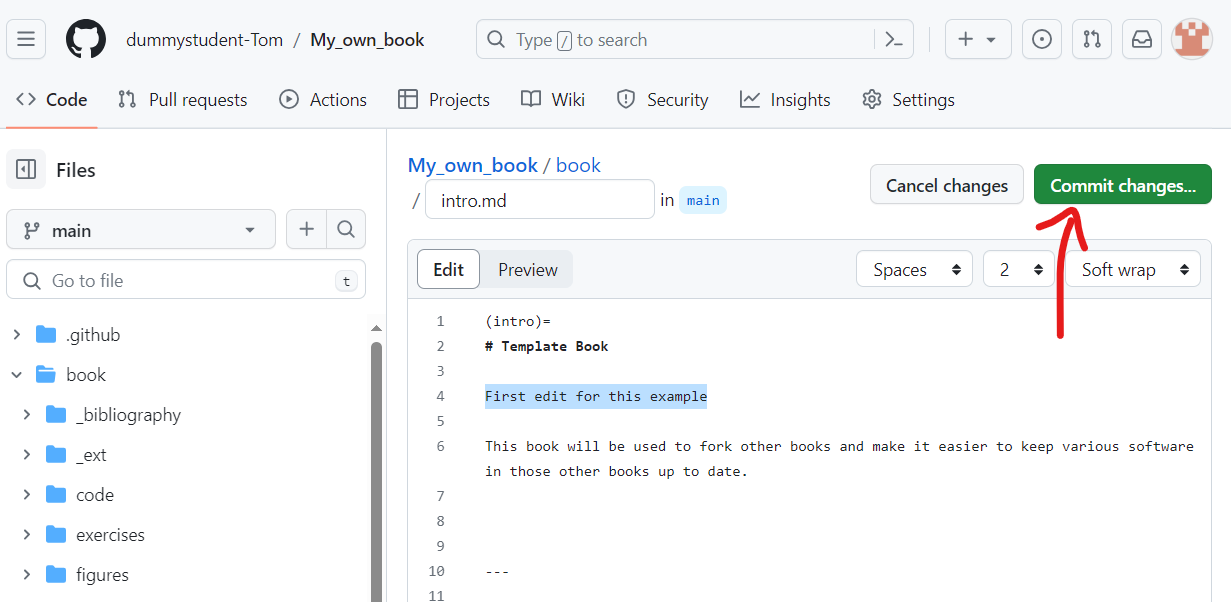 dummystudent-Tom / My_own_book
Type / to search
Code
Pull requests
Actions
Projects
Wiki
Security
Insights
Settings
Files
main
Go to file
t
.github
book
_bibliography
_ext
code
exercises
figures
My_own_book / book
/ intro.md in main
Cancel changes
Commit changes...
Edit
Preview
Spaces
2
Soft wrap
1 (intro)=
2 # Template Book
3
4 First edit for this example
5
6 This book will be used to fork other books and make it easier to keep various software
in those other books up to date.
7
8
9
10 ---
11